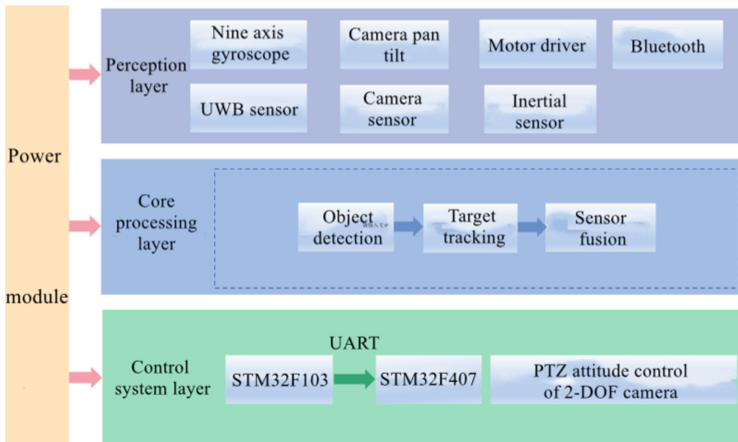 Power
module
Perception
layer
Nine axis
gyroscope
Camera pan
tilt
Motor driver
Bluetooth
UWB sensor
Camera
sensor
Inertial
sensor
Core
processing
layer
Object
detection
Target
tracking
Sensor
fusion
Control
system layer
STM32F103
UART
STM32F407
PTZ attitude control
of 2-DOF camera